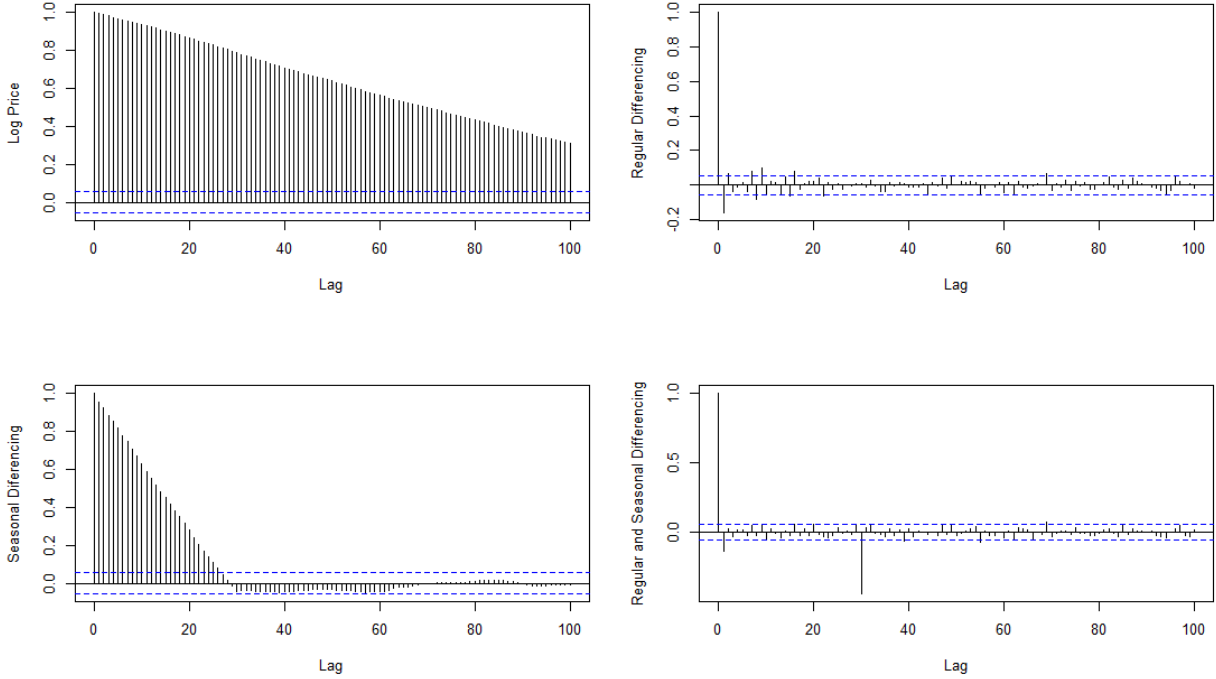 Log Price
0.0 0.2 0.4 0.6 0.8 1.0
0 20 40 60 80 100
Lag
Regular Differencing
-0.2 0.2 0.4 0.6 0.8 1.0
0 20 40 60 80 100
Lag
Seasonal Diferencing
0.0 0.2 0.4 0.6 0.8 1.0
0 20 40 60 80 100
Lag
Regular and Seasonal Differencing
0.0 0.5 1.0
0 20 40 60 80 100
Lag